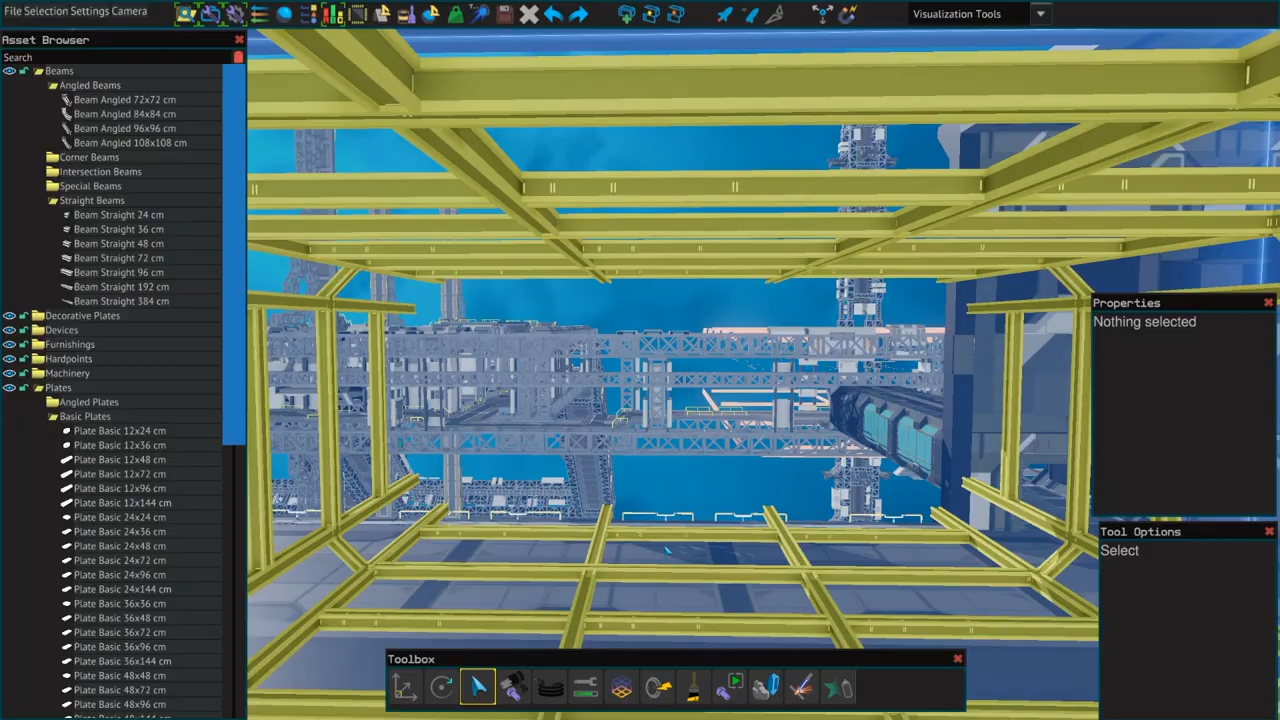 File Selection Settings Camera
Visualization Tools
Asset Browser
Search
Beams
Angled Beams
Beam Angled 72x72 cm
Beam Angled 84x84 cm
Beam Angled 96x96 cm
Beam Angled 108x108 cm
Corner Beams
Intersection Beams
Special Beams
Straight Beams
Beam Straight 24 cm
Beam Straight 36 cm
Beam Straight 48 cm
Beam Straight 72 cm
Beam Straight 96 cm
Beam Straight 192 cm
Beam Straight 384 cm
Decorative Plates
Devices
Furnishings
Hardpoints
Machinery
Plates
Angled Plates
Basic Plates
Plate Basic 12x24 cm
Plate Basic 12x36 cm
Plate Basic 12x48 cm
Plate Basic 12x72 cm
Plate Basic 12x96 cm
Plate Basic 12x144 cm
Plate Basic 24x24 cm
Plate Basic 24x36 cm
Plate Basic 24x48 cm
Plate Basic 24x72 cm
Plate Basic 24x96 cm
Plate Basic 24x144 cm
Plate Basic 36x36 cm
Plate Basic 36x48 cm
Plate Basic 36x72 cm
Plate Basic 36x96 cm
Plate Basic 36x144 cm
Plate Basic 48x48 cm
Plate Basic 48x72 cm
Plate Basic 48x96 cm
Plate Basic 48x144 cm
Properties
Nothing selected
Tool Options
Select
Toolbox